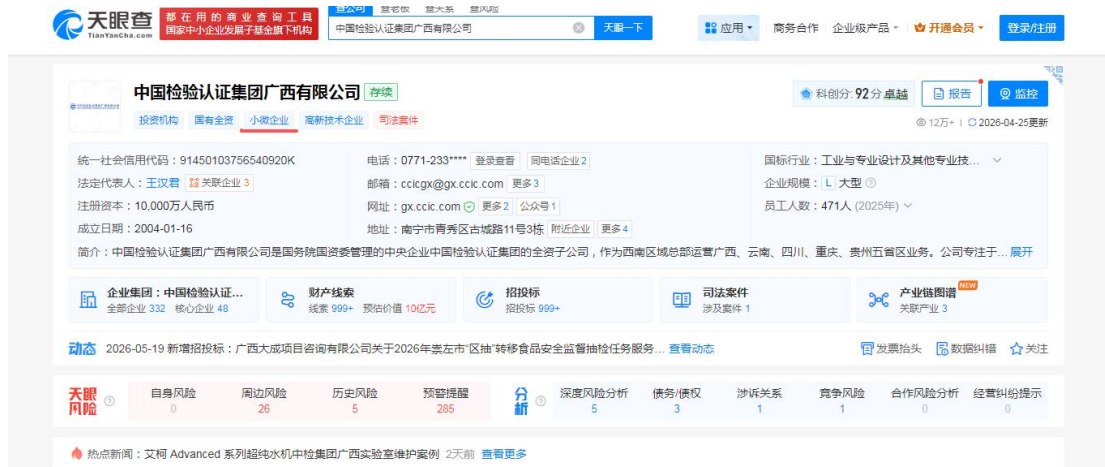 查公司 查老板 查关系 查风险
天眼查 TianYanCha.com 都在用的商业查询工具 国家中小企业发展子基金旗下机构 中国检验认证集团广西有限公司 天眼一下 应用 商务合作 企业级产品 开通会员 登录/注册
中国检验认证集团广西有限公司 存续 科创分: 92分 卓越 报告 监控
投资机构 国有全资 小微企业 高新技术企业 司法案件 12万+ 2026-04-25更新
统一社会信用代码：91450103756540920K 电话：0771-233**** 登录查看 同电话企业 2 国标行业：工业与专业设计及其他专业技...
法定代表人：王汉君 关联企业 3 邮箱：ccicgx@gx.ccic.com 更多 3 企业规模： L 大型
注册资本：10,000万人民币 网址：gx.ccic.com 更多 2 公众号 1 员工人数：471人 (2025年)
成立日期：2004-01-16 地址：南宁市青秀区古城路11号3栋 附近企业 更多 4
简介：中国检验认证集团广西有限公司是国务院国资委管理的中央企业中国检验认证集团的全资子公司，作为西南区域总部运营广西、云南、四川、重庆、贵州五省区业务。公司专注于... 展开
企业集团：中国检验认证... 财产线索 招投标 司法案件 产业链图谱 NEW
全部企业 332 核心企业 48 线索 999+ 预估价值 10亿元 招投标 999+ 涉及案件 1 关联产业 3
动态 2026-05-19 新增招投标：广西大成项目咨询有限公司关于2026年崇左市“区抽”转移食品安全监督抽检任务服务... 查看动态 发票抬头 数据纠错 关注
天眼风险 自身风险 周边风险 历史风险 预警提醒 分析 深度风险分析 债务/债权 涉诉关系 竞争风险 合作风险分析 经营纠纷提示
0 26 5 285 5 3 1 1 0 0
热点新闻：艾柯 Advanced 系列超纯水机中检集团广西实验室维护案例 2天前 查看更多